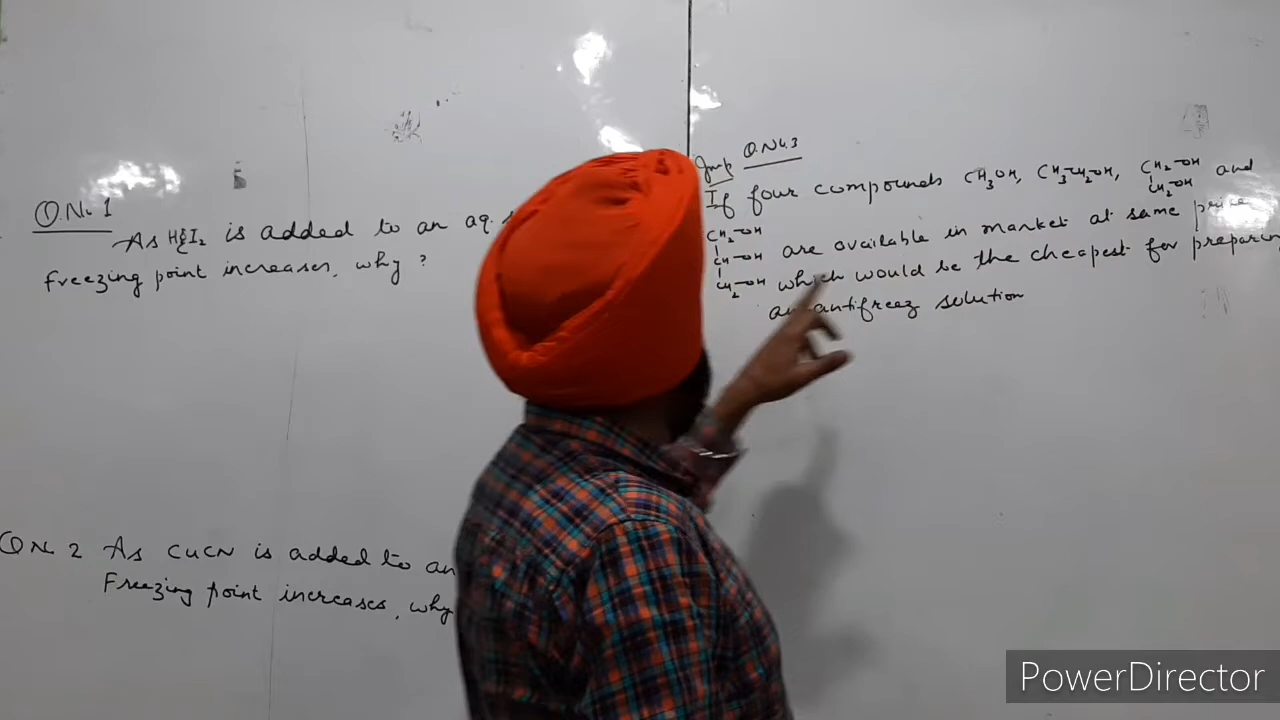 Q.No 1
As HgI2 is added to an aq.
freezing point increases, why ?
Q No 2 As CuCN is added to an
Freezing point increases, why
Imp Q.No.3
If four compounds CH3OH, CH3-CH2-OH, CH2-OH and
CH2-OH
CH2-OH
CH-OH are available in market at same price
CH2-OH which would be the cheapest for preparing
an antifreez solution
PowerDirector